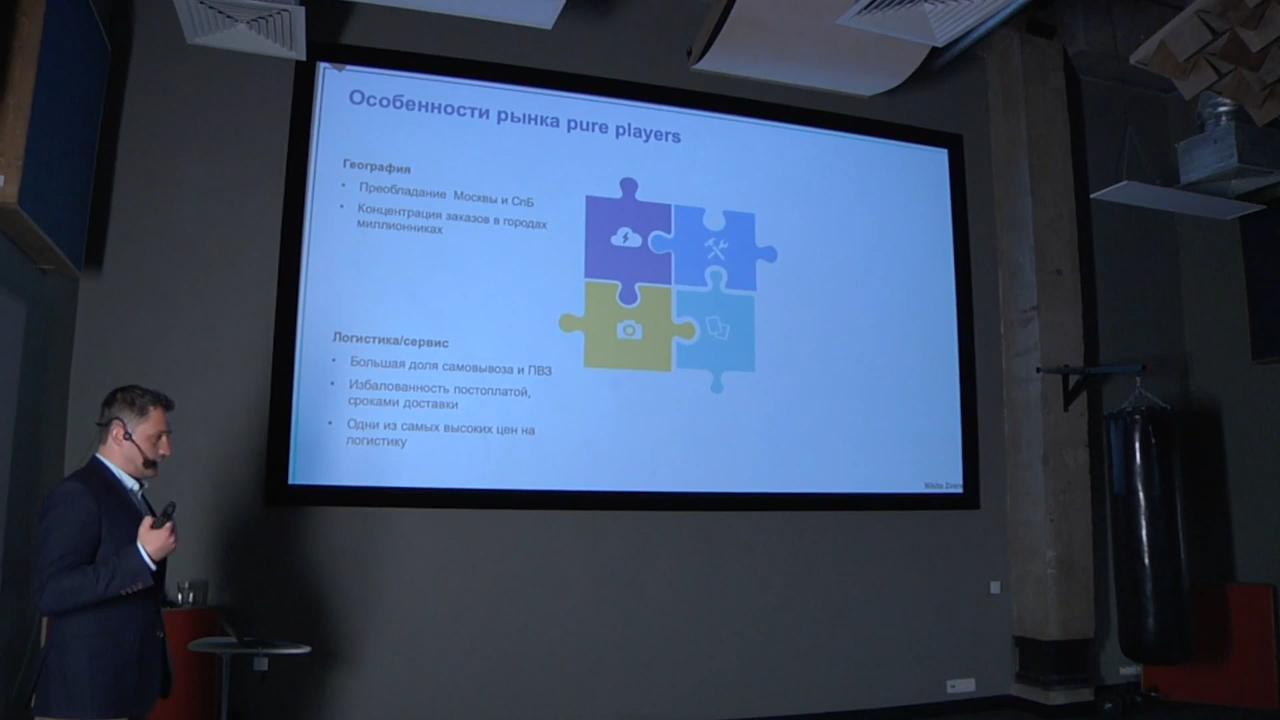 Особенности рынка pure players
География
• Преобладание Москвы и СпБ
• Концентрация заказов в городах
миллионниках
Логистика/сервис
• Большая доля самовывоза и ПВЗ
• Избалованность постоплатой,
сроками доставки
• Одни из самых высоких цен на
логистику
Nikita